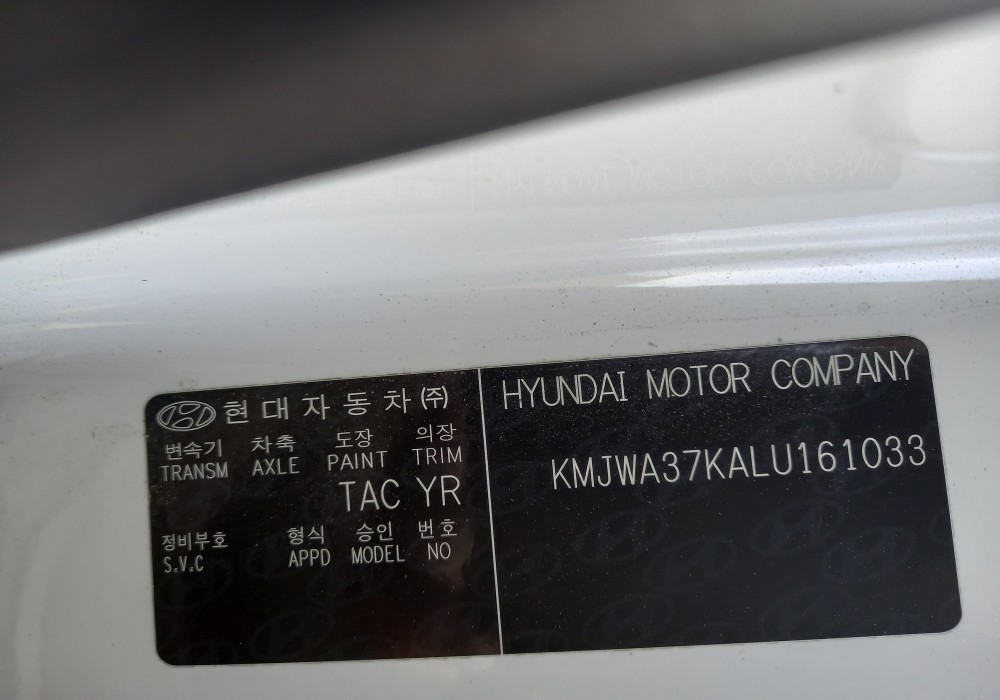 현대자동차㈜
변속기 차축 도장 의장
TRANSM AXLE PAINT TRIM
TAC YR
정비부호 형식 승인 번호
S.V.C APPD MODEL NO
HYUNDAI MOTOR COMPANY
KMJWA37KALU161033